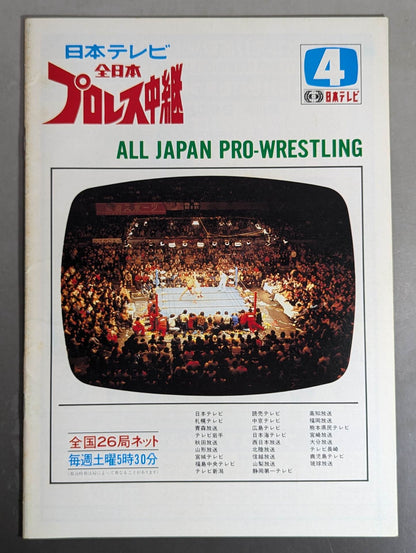 日本テレビ
全日本
プロレス中継
4
日本テレビ
ALL JAPAN PRO-WRESTLING
全国26局ネット
毎週土曜5時30分
日本テレビ
札幌テレビ
青森放送
テレビ岩手
秋田放送
山形放送
宮城テレビ
福島中央テレビ
テレビ新潟
読売テレビ
中京テレビ
広島テレビ
日本海テレビ
西日本放送
北陸放送
信越放送
山梨放送
静岡第一テレビ
高知放送
福岡放送
熊本県民テレビ
宮崎放送
大分放送
テレビ長崎
鹿児島テレビ
琉球放送